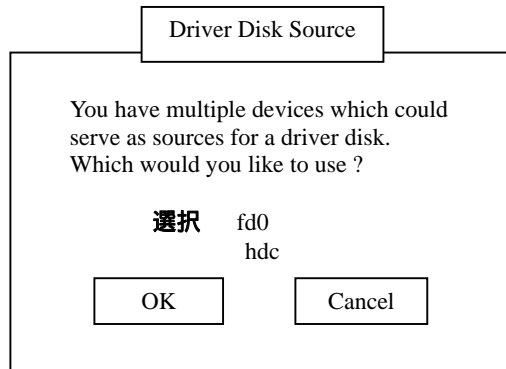 Driver Disk Source
You have multiple devices which could
serve as sources for a driver disk.
Which would you like to use ?
選択 fd0
hdc
OK Cancel